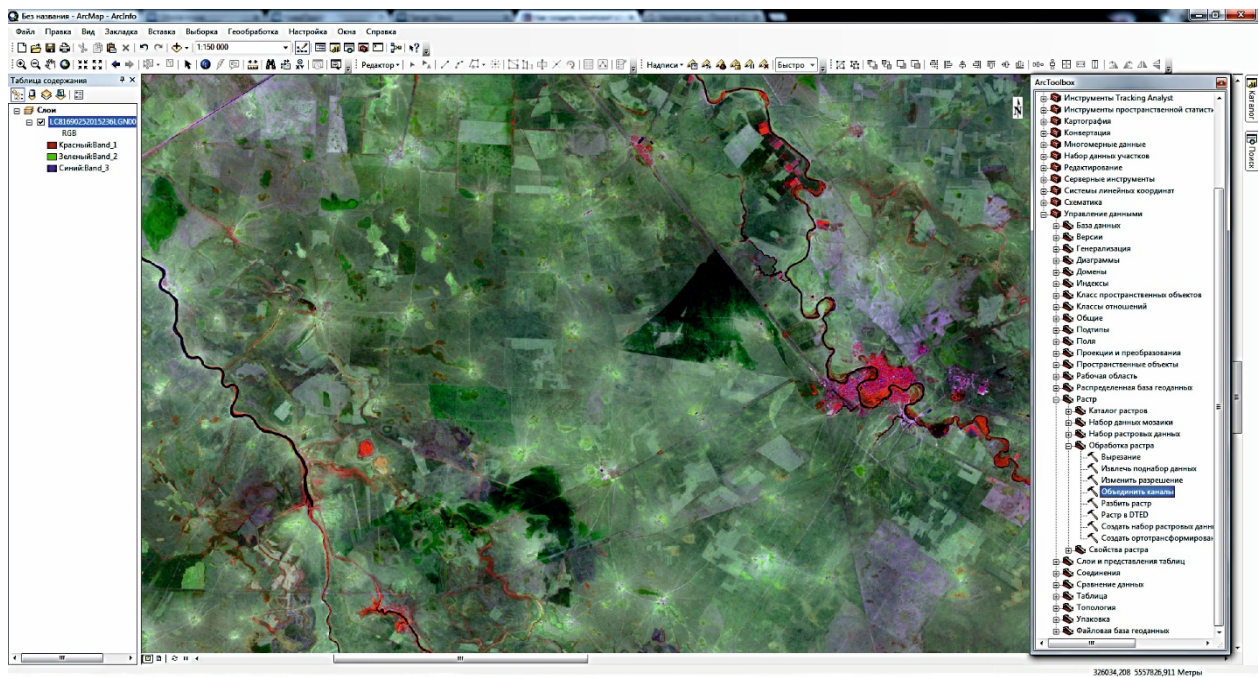 Без названия - ArcMap - ArcInfo
Файл Правка Вид Закладка Вставка Выборка Геообработка Настройка Окна Справка
1:150 000
Редактор
Надписи
Быстро
Таблица содержания
Слои
LC81690252015236LGN00
RGB
Красный:Band_1
Зеленый:Band_2
Синий:Band_3
N
ArcToolbox
Инструменты Tracking Analyst
Инструменты пространственной статисти
Картография
Конвертация
Многомерные данные
Набор данных участков
Редактирование
Серверные инструменты
Системы линейных координат
Схематика
Управление данными
База данных
Версии
Генерализация
Диаграммы
Домены
Индексы
Класс пространственных объектов
Классы отношений
Общие
Подтипы
Поля
Проекции и преобразования
Пространственные объекты
Рабочая область
Распределенная база геоданных
Растр
Каталог растров
Набор данных мозаики
Набор растровых данных
Обработка растра
Вырезание
Извлечь поднабор данных
Изменить разрешение
Объединить каналы
Разбить растр
Растр в DTED
Создать набор растровых данн
Создать ортотрансформирован
Свойства растра
Слои и представления таблиц
Соединения
Сравнение данных
Таблица
Топология
Упаковка
Файловая база геоданных
Каталог
Поиск
326034,208 5557826,911 Метры